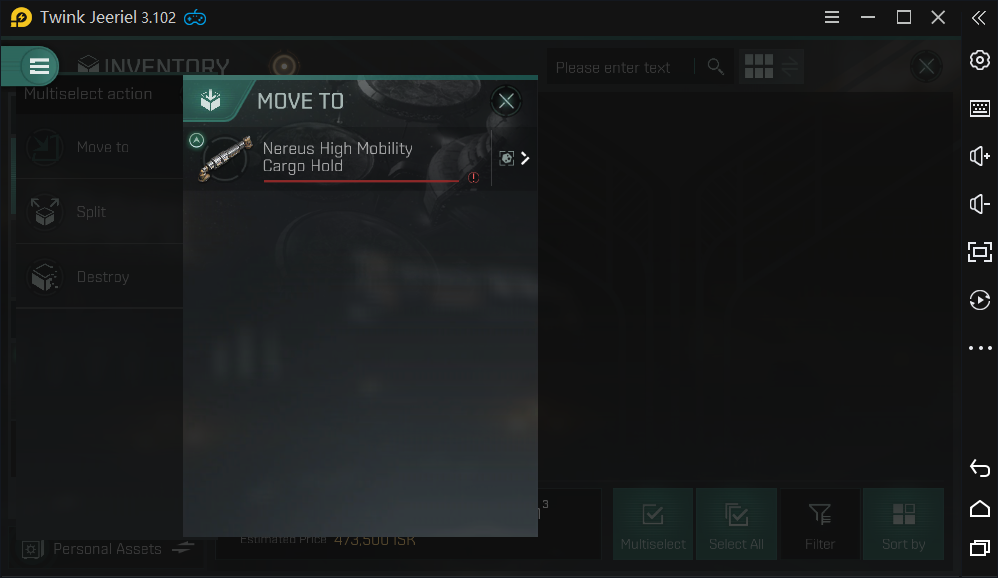 Twink Jeeriel 3.102
INVENTORY
Please enter text
Multiselect action
MOVE TO
Move to
Nereus High Mobility
Cargo Hold
Split
Destroy
3
Multiselect
Select All
Filter
Sort by
Personal Assets
Estimated Price 473,500 ISK